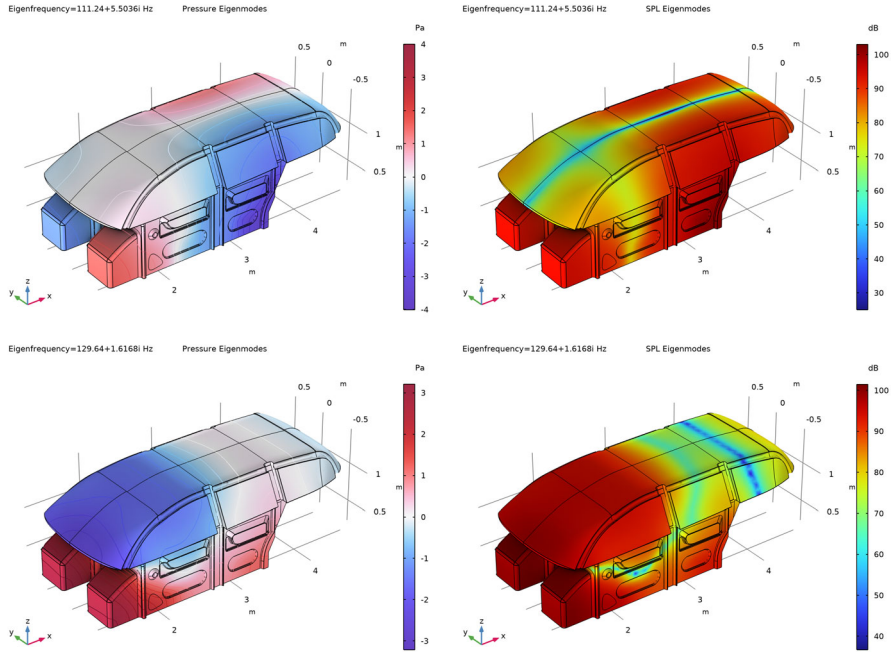 Eigenfrequency=111.24+5.5036i Hz Pressure Eigenmodes
Pa
4
3
2
1
0
-1
-2
-3
-4
m
0.5
0
-0.5
1
m
0.5
4
3
m
2
z
y
x
Eigenfrequency=111.24+5.5036i Hz SPL Eigenmodes
dB
100
90
80
70
60
50
40
30
m
0.5
0
-0.5
1
m
0.5
4
3
m
2
z
y
x
Eigenfrequency=129.64+1.6168i Hz Pressure Eigenmodes
Pa
3
2
1
0
-1
-2
-3
m
0.5
0
-0.5
1
m
0.5
4
3
m
2
z
y
x
Eigenfrequency=129.64+1.6168i Hz SPL Eigenmodes
dB
100
90
80
70
60
50
40
m
0.5
0
-0.5
1
m
0.5
4
3
m
2
z
y
x